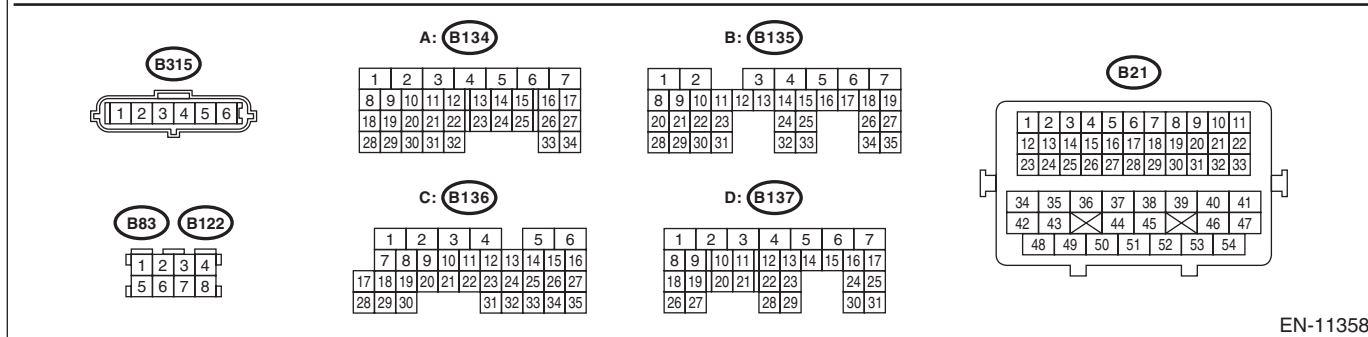 B315
1 2 3 4 5 6
B83 B122
1 2 3 4
5 6 7 8
A: B134
1 2 3 4 5 6 7
8 9 10 11 12 13 14 15 16 17
18 19 20 21 22 23 24 25 26 27
28 29 30 31 32 33 34
C: B136
1 2 3 4 5 6
7 8 9 10 11 12 13 14 15 16
17 18 19 20 21 22 23 24 25 26 27
28 29 30 31 32 33 34 35
B: B135
1 2 3 4 5 6 7
8 9 10 11 12 13 14 15 16 17 18 19
20 21 22 23 24 25 26 27
28 29 30 31 32 33 34 35
D: B137
1 2 3 4 5 6 7
8 9 10 11 12 13 14 15 16 17
18 19 20 21 22 23 24 25
26 27 28 29 30 31
B21
1 2 3 4 5 6 7 8 9 10 11
12 13 14 15 16 17 18 19 20 21 22
23 24 25 26 27 28 29 30 31 32 33
34 35 36 37 38 39 40 41
42 43 44 45 46 47
48 49 50 51 52 53 54
EN-11358